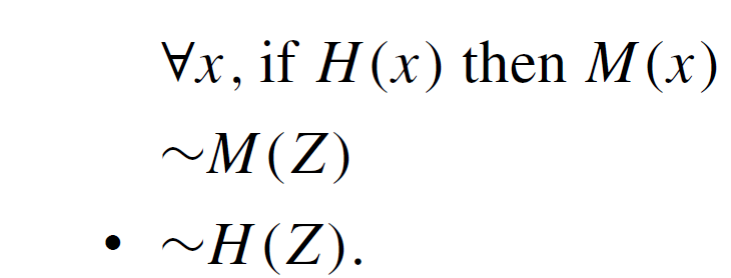 ∀x, if H(x) then M(x)
~M(Z)
• ~H(Z).